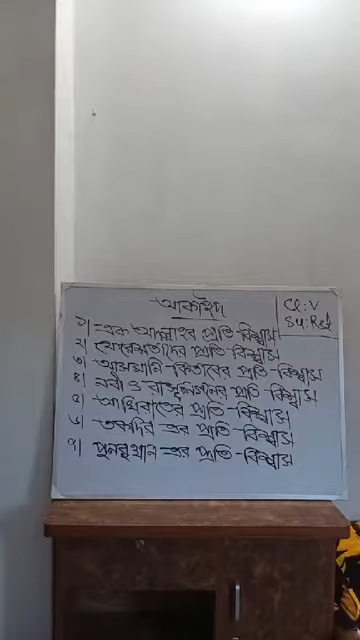 আকাইদ
Cl: V
Su: Rel
১| এক আল্লাহর প্রতি বিশ্বাস
২| ফেরেশতাদের প্রতি-বিশ্বাস
৩| আসমানি-কিতাবের প্রতি-বিশ্বাস
৪| নবী ও রাসূলগনের প্রতি-বিশ্বাস
৫| আখিরাতের প্রতি-বিশ্বাস
৬| তকদির এর প্রতি-বিশ্বাস
৭| পুনরুত্থান এর প্রতি-বিশ্বাস